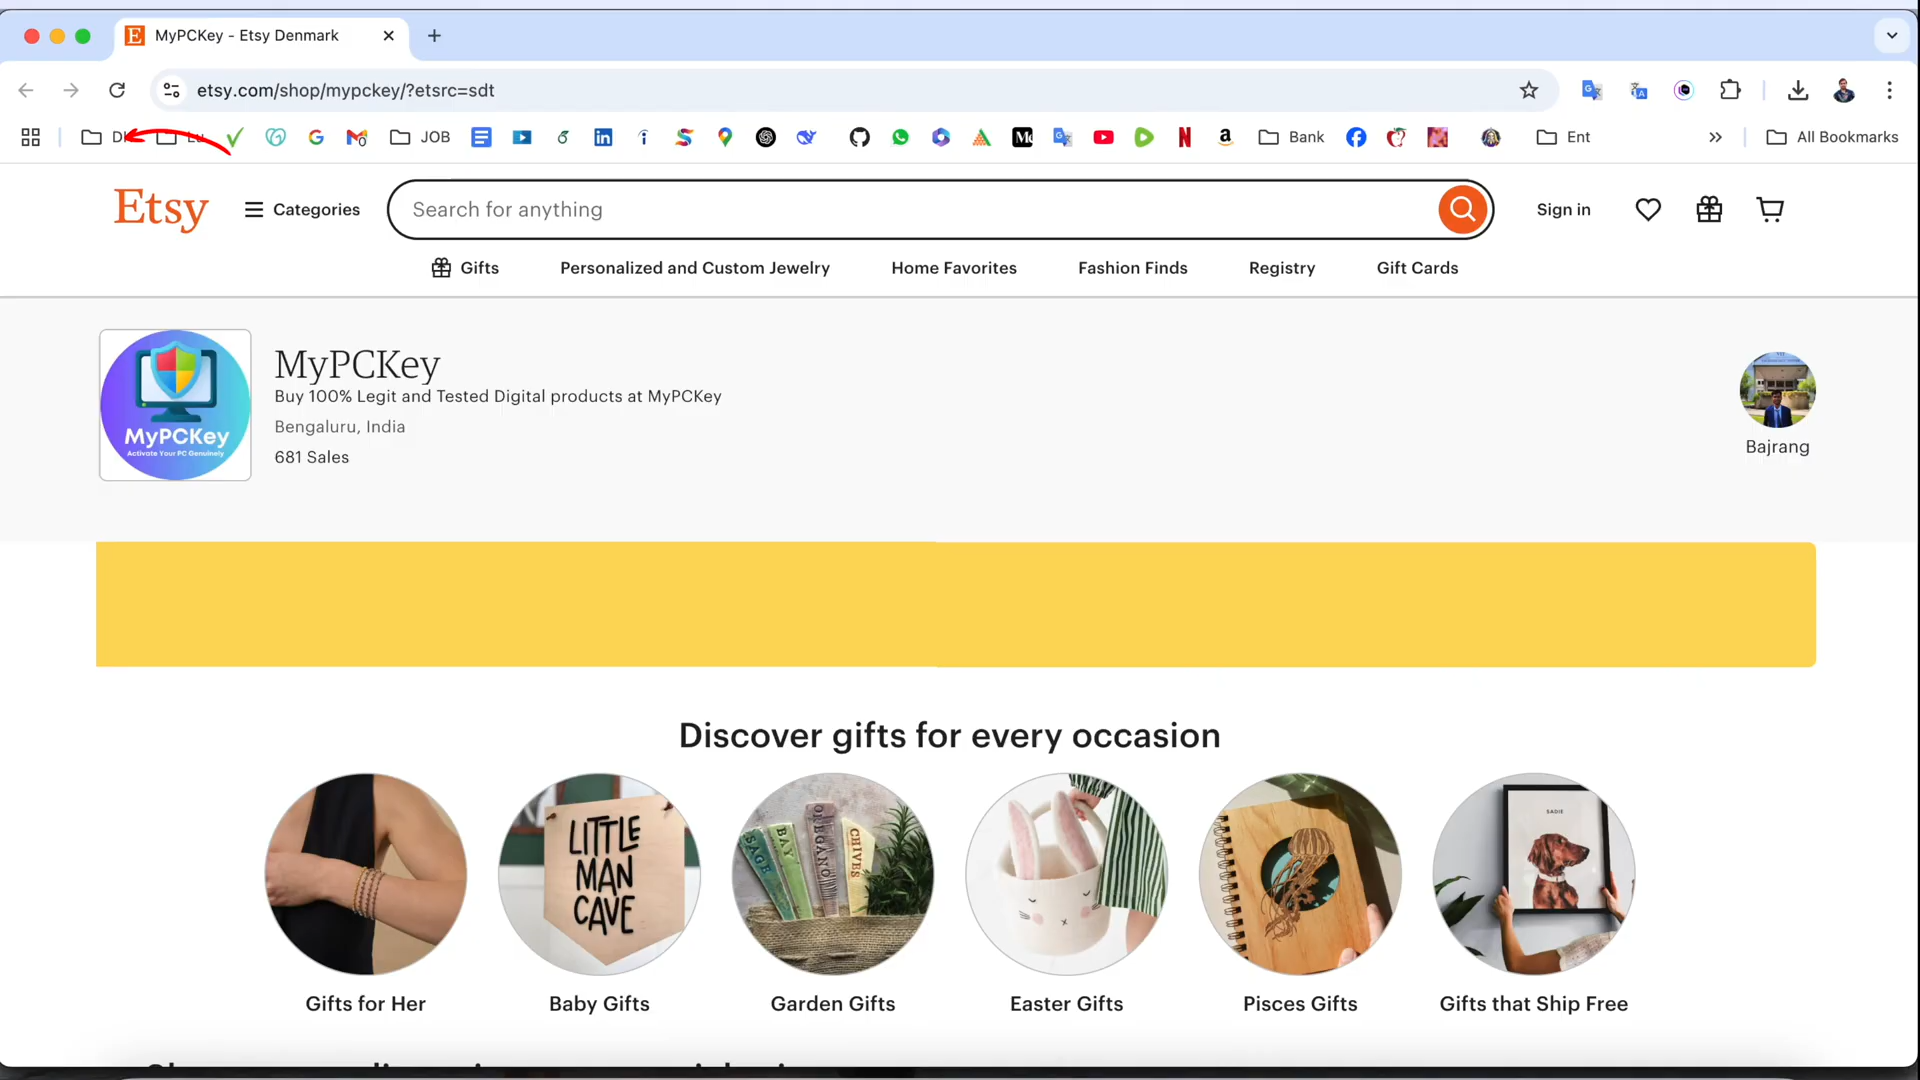 MyPCKey - Etsy Denmark
etsy.com/shop/mypckey/?etsrc=sdt
JOB
Bank
Ent
All Bookmarks
Etsy
Categories
Search for anything
Sign in
Gifts
Personalized and Custom Jewelry
Home Favorites
Fashion Finds
Registry
Gift Cards
MyPCKey
Activate Your PC Genuinely
MyPCKey
Buy 100% Legit and Tested Digital products at MyPCKey
Bengaluru, India
681 Sales
Bajrang
Discover gifts for every occasion
LITTLE
MAN
CAVE
SAGE
BAY
OREGANO
CHIVES
SADIE
Gifts for Her
Baby Gifts
Garden Gifts
Easter Gifts
Pisces Gifts
Gifts that Ship Free